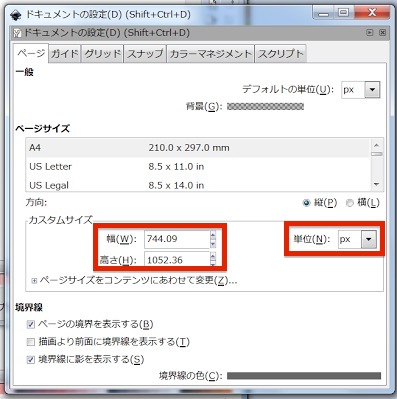 ドキュメントの設定(D) (Shift+Ctrl+D)
ドキュメントの設定(D) (Shift+Ctrl+D)
ページ ガイド グリッド スナップ カラーマネジメント スクリプト
一般
デフォルトの単位(U): px
背景(G):
ページサイズ
A4 210.0 x 297.0 mm
US Letter 8.5 x 11.0 in
US Legal 8.5 x 14.0 in
方向: 縦(P) 横(L)
カスタムサイズ
幅(W): 744.09 単位(N): px
高さ(H): 1052.36
ページサイズをコンテンツにあわせて変更(Z)...
境界線
ページの境界を表示する(B)
描画より前面に境界線を表示する(T)
境界線に影を表示する(S)
境界線の色(C):